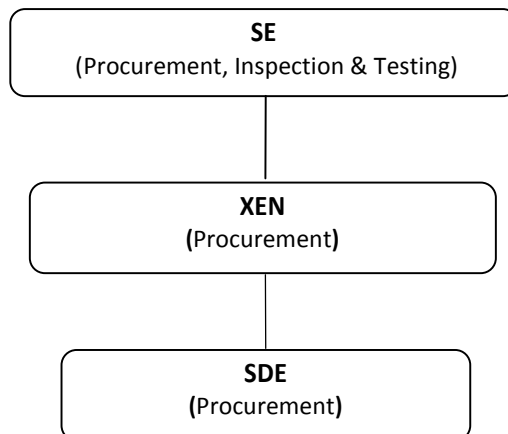 SE
(Procurement, Inspection & Testing)
XEN
(Procurement)
SDE
(Procurement)